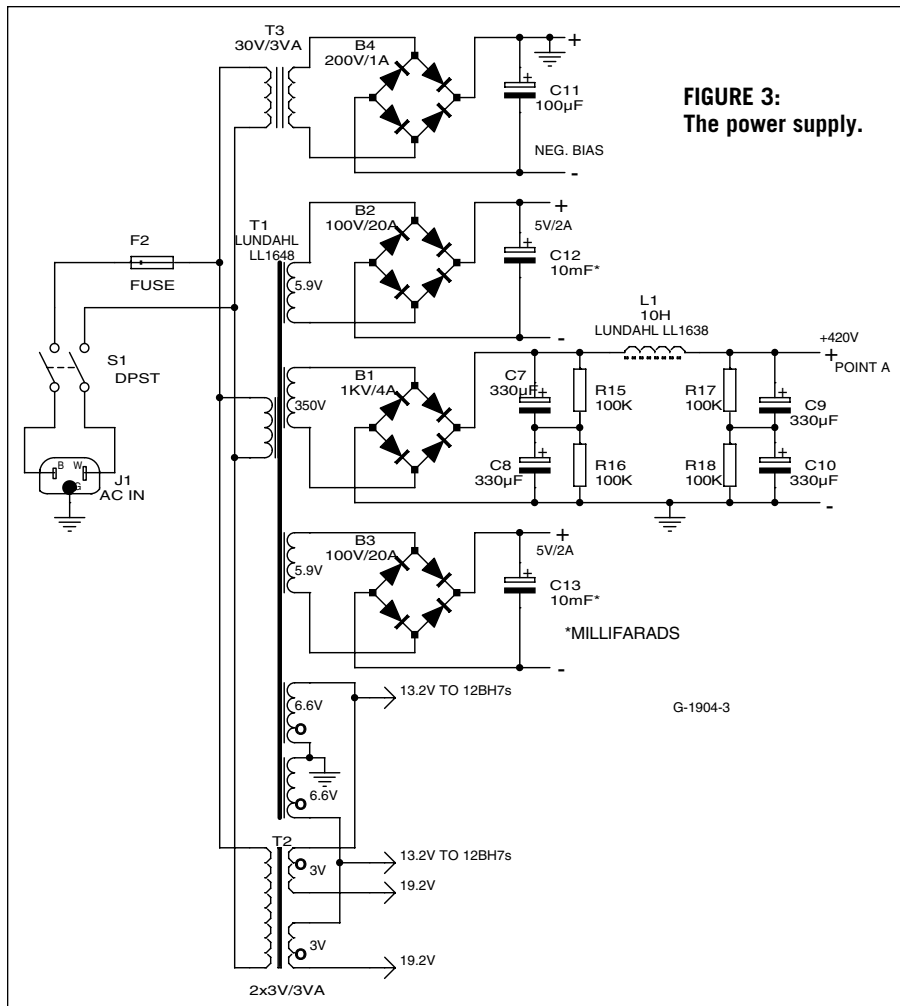 T3
30V/3VA
B4
200V/1A
+
+
C11
100µF
NEG. BIAS
-
FIGURE 3:
The power supply.
T1
LUNDAHL
LL1648
B2
100V/20A
5.9V
+
5V/2A
+
C12
10mF*
-
F2
FUSE
S1
DPST
B W
G
J1
AC IN
B1
1KV/4A
350V
L1
10H
LUNDAHL LL1638
+420V
+
POINT A
+
C7
330µF
R15
100K
R17
100K
+
C9
330µF
+
C8
330µF
R16
100K
R18
100K
+
C10
330µF
-
B3
100V/20A
5.9V
+
5V/2A
+
C13
10mF*
*MILLIFARADS
-
6.6V
13.2V TO 12BH7s
G-1904-3
6.6V
T2
3V
13.2V TO 12BH7s
19.2V
3V
19.2V
2x3V/3VA